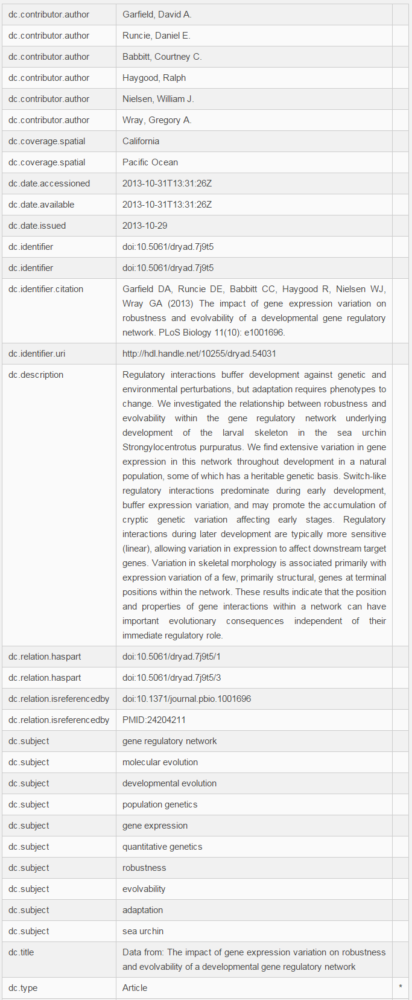 dc.contributor.author Garfield, David A.
dc.contributor.author Runcie, Daniel E.
dc.contributor.author Babbitt, Courtney C.
dc.contributor.author Haygood, Ralph
dc.contributor.author Nielsen, William J.
dc.contributor.author Wray, Gregory A.
dc.coverage.spatial California
dc.coverage.spatial Pacific Ocean
dc.date.accessioned 2013-10-31T13:31:26Z
dc.date.available 2013-10-31T13:31:26Z
dc.date.issued 2013-10-29
dc.identifier doi:10.5061/dryad.7j9t5
dc.identifier doi:10.5061/dryad.7j9t5
dc.identifier.citation Garfield DA, Runcie DE, Babbitt CC, Haygood R, Nielsen WJ,
Wray GA (2013) The impact of gene expression variation on
robustness and evolvability of a developmental gene regulatory
network. PLoS Biology 11(10): e1001696.
dc.identifier.uri http://hdl.handle.net/10255/dryad.54031
dc.description Regulatory interactions buffer development against genetic and
environmental perturbations, but adaptation requires phenotypes to
change. We investigated the relationship between robustness and
evolvability within the gene regulatory network underlying
development of the larval skeleton in the sea urchin
Strongylocentrotus purpuratus. We find extensive variation in gene
expression in this network throughout development in a natural
population, some of which has a heritable genetic basis. Switch-like
regulatory interactions predominate during early development,
buffer expression variation, and may promote the accumulation of
cryptic genetic variation affecting early stages. Regulatory
interactions during later development are typically more sensitive
(linear), allowing variation in expression to affect downstream target
genes. Variation in skeletal morphology is associated primarily with
expression variation of a few, primarily structural, genes at terminal
positions within the network. These results indicate that the position
and properties of gene interactions within a network can have
important evolutionary consequences independent of their
immediate regulatory role.
dc.relation.haspart doi:10.5061/dryad.7j9t5/1
dc.relation.haspart doi:10.5061/dryad.7j9t5/3
dc.relation.isreferencedby doi:10.1371/journal.pbio.1001696
dc.relation.isreferencedby PMID:24204211
dc.subject gene regulatory network
dc.subject molecular evolution
dc.subject developmental evolution
dc.subject population genetics
dc.subject gene expression
dc.subject quantitative genetics
dc.subject robustness
dc.subject evolvability
dc.subject adaptation
dc.subject sea urchin
dc.title Data from: The impact of gene expression variation on robustness
and evolvability of a developmental gene regulatory network
dc.type Article *